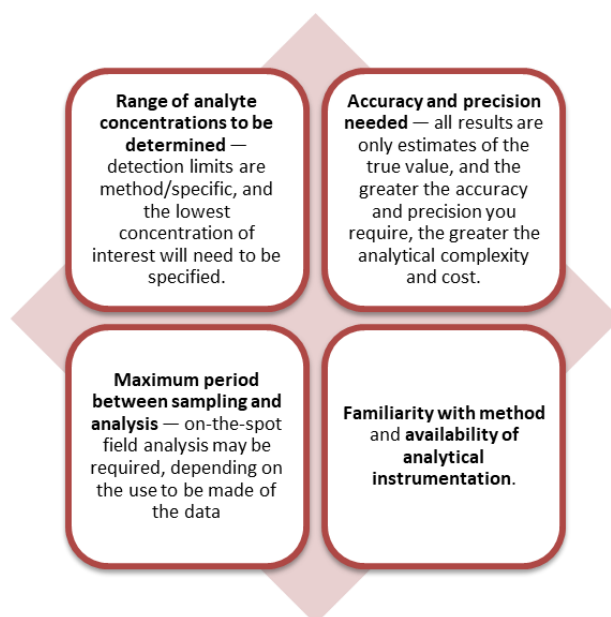 Range of analyte
concentrations to be
determined —
detection limits are
method/specific, and
the lowest
concentration of
interest will need to be
specified.
Accuracy and precision
needed — all results are
only estimates of the
true value, and the
greater the accuracy
and precision you
require, the greater the
analytical complexity
and cost.
Maximum period
between sampling and
analysis — on-the-spot
field analysis may be
required, depending on
the use to be made of
the data
Familiarity with method
and availability of
analytical
instrumentation.